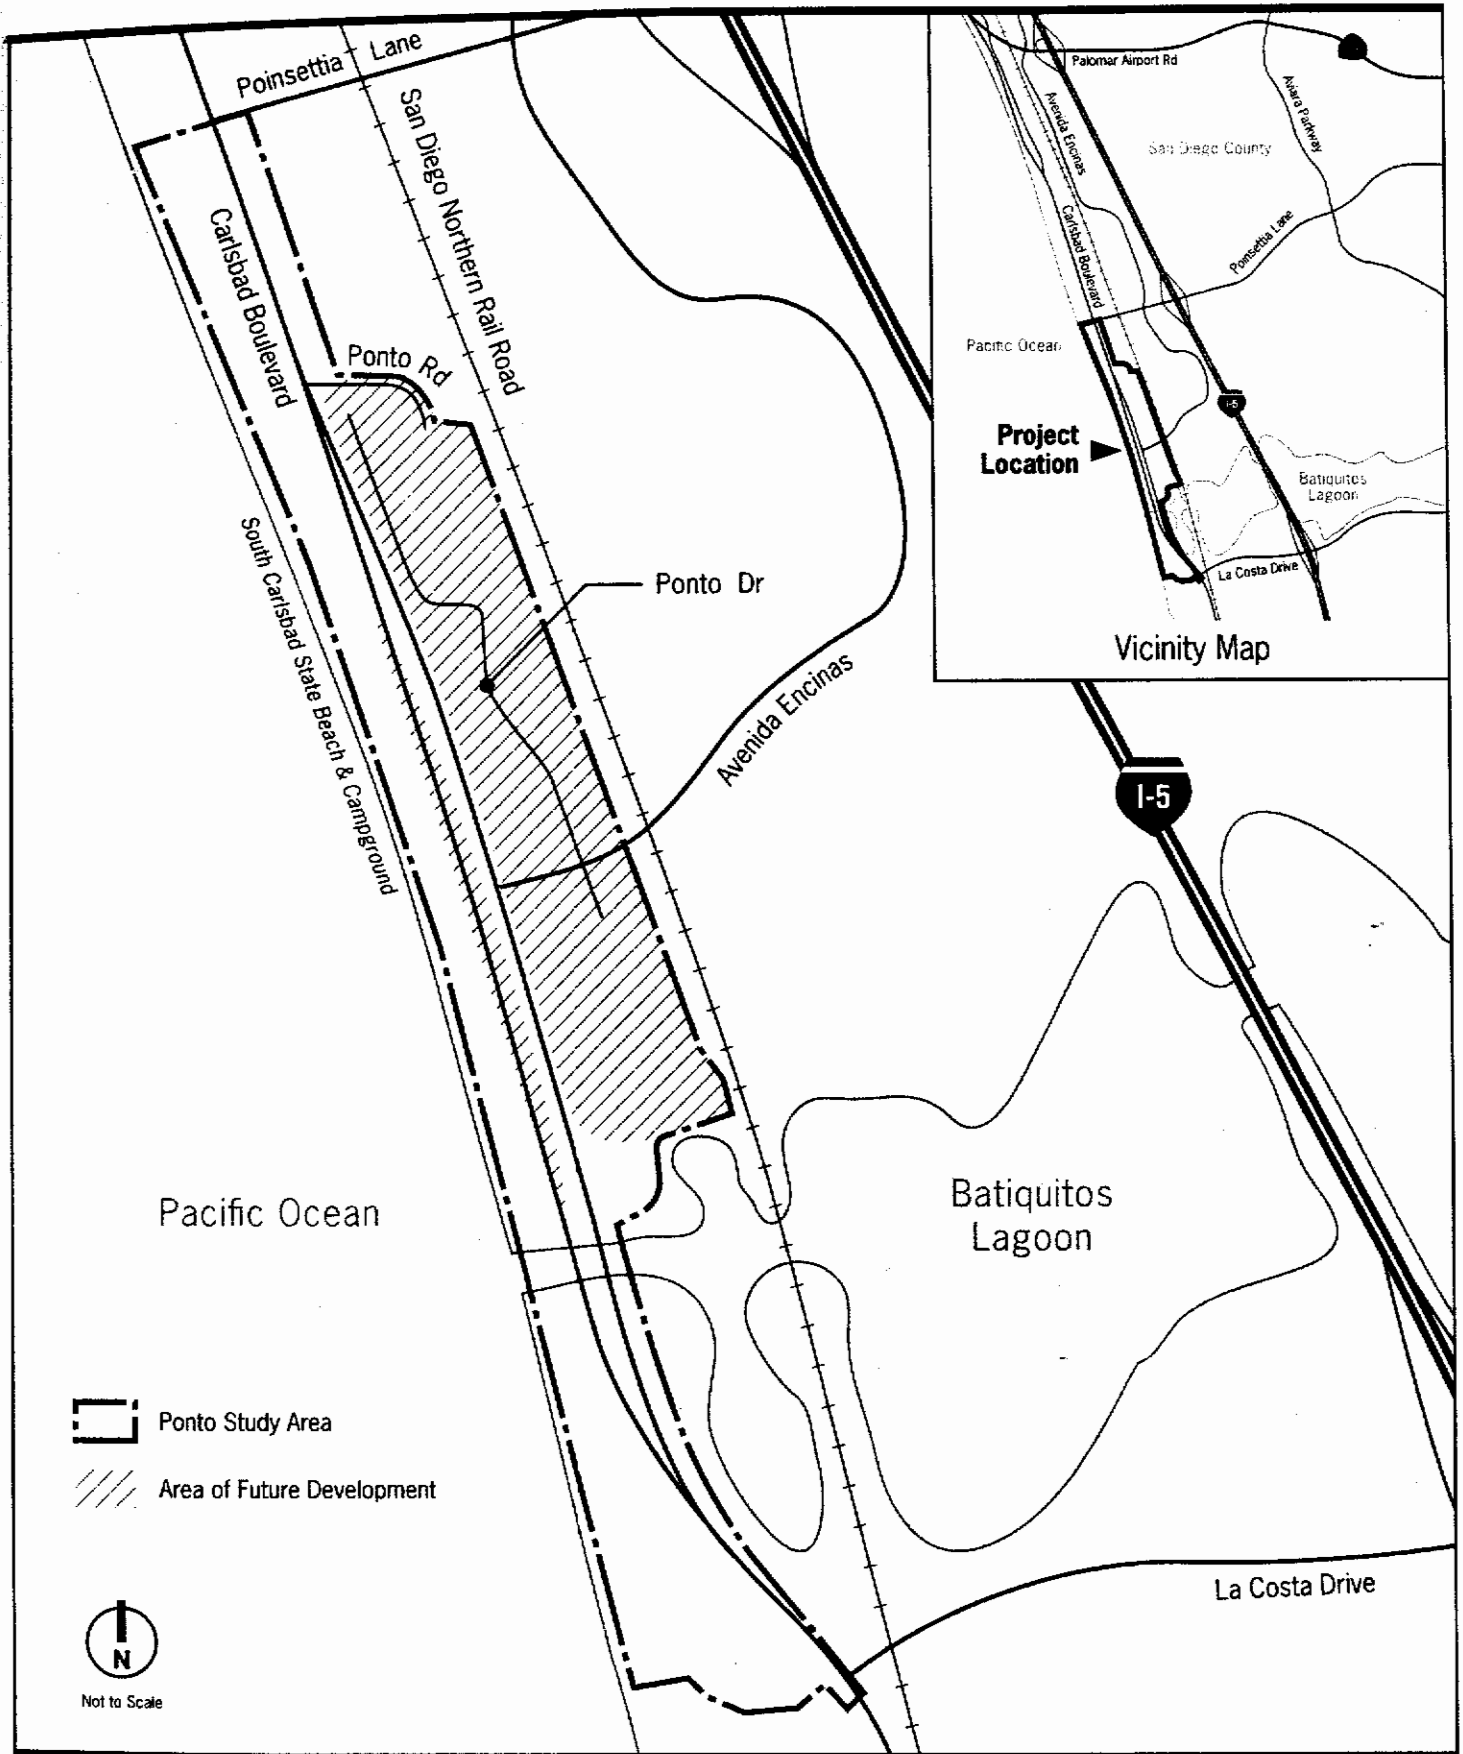 Poinsettia Lane
San Diego Northern Rail Road
Carlsbad Boulevard
Ponto Rd
South Carlsbad State Beach & Campground
Ponto Dr
Avenida Encinas
I-5
Pacific Ocean
Batiquitos
Lagoon
La Costa Drive
Ponto Study Area
Area of Future Development
N
Not to Scale
Palomar Airport Rd
Avenida Encinas
Aviara Parkway
San Diego County
Carlsbad Boulevard
Poinsettia Lane
Pacific Ocean
I-5
Project
Location
Batiquitos
Lagoon
La Costa Drive
Vicinity Map